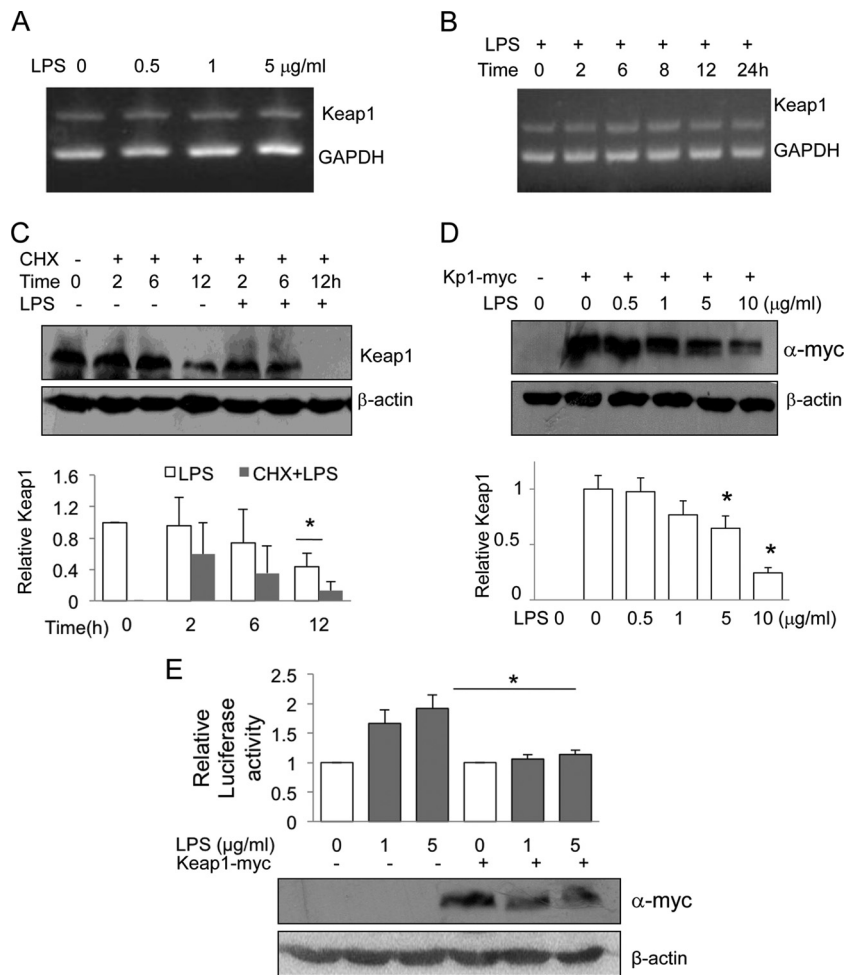 A
LPS 0 0.5 1 5 μg/ml
Keap1
GAPDH
B
LPS + + + + + +
Time 0 2 6 8 12 24h
Keap1
GAPDH
C
CHX - + + + + + +
Time 0 2 6 12 2 6 12h
LPS - - - - + + +
Keap1
β-actin
LPS CHX+LPS
Relative Keap1
1.6
1.2
0.8
0.4
0
*
Time(h) 0 2 6 12
D
Kp1-myc - + + + + +
LPS 0 0 0.5 1 5 10 (μg/ml)
α-myc
β-actin
Relative Keap1
1
0.5
0
*
*
LPS 0 0 0.5 1 5 10 (μg/ml)
E
Relative
Luciferase
activity
2.5
2
1.5
1
0.5
0
*
LPS (μg/ml) 0 1 5 0 1 5
Keap1-myc - - - + + +
α-myc
β-actin